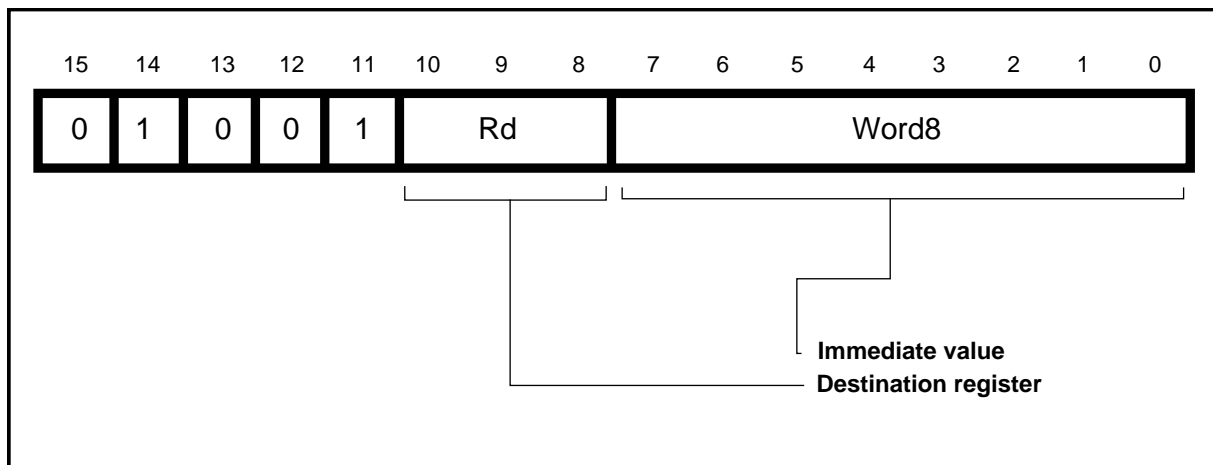 15 14 13 12 11 10 9 8 7 6 5 4 3 2 1 0
0 1 0 0 1 Rd Word8
Immediate value
Destination register